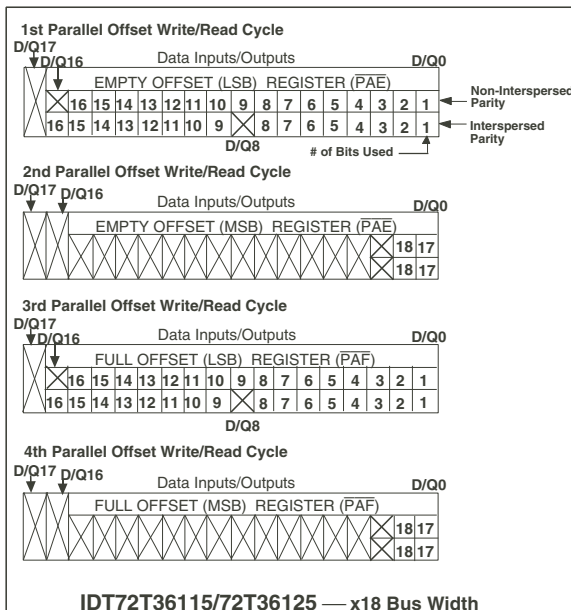 1st Parallel Offset Write/Read Cycle
D/Q17
D/Q16
Data Inputs/Outputs
D/Q0
EMPTY OFFSET (LSB) REGISTER (PAE)
16 15 14 13 12 11 10 9 8 7 6 5 4 3 2 1
Non-Interspersed
Parity
16 15 14 13 12 11 10 9 8 7 6 5 4 3 2 1
Interspersed
Parity
D/Q8
# of Bits Used
2nd Parallel Offset Write/Read Cycle
D/Q17
D/Q16
Data Inputs/Outputs
D/Q0
EMPTY OFFSET (MSB) REGISTER (PAE)
18 17
18 17
3rd Parallel Offset Write/Read Cycle
D/Q17
D/Q16
Data Inputs/Outputs
D/Q0
FULL OFFSET (LSB) REGISTER (PAF)
16 15 14 13 12 11 10 9 8 7 6 5 4 3 2 1
16 15 14 13 12 11 10 9 8 7 6 5 4 3 2 1
D/Q8
4th Parallel Offset Write/Read Cycle
D/Q17
D/Q16
Data Inputs/Outputs
D/Q0
FULL OFFSET (MSB) REGISTER (PAF)
18 17
18 17
IDT72T36115/72T36125 — x18 Bus Width